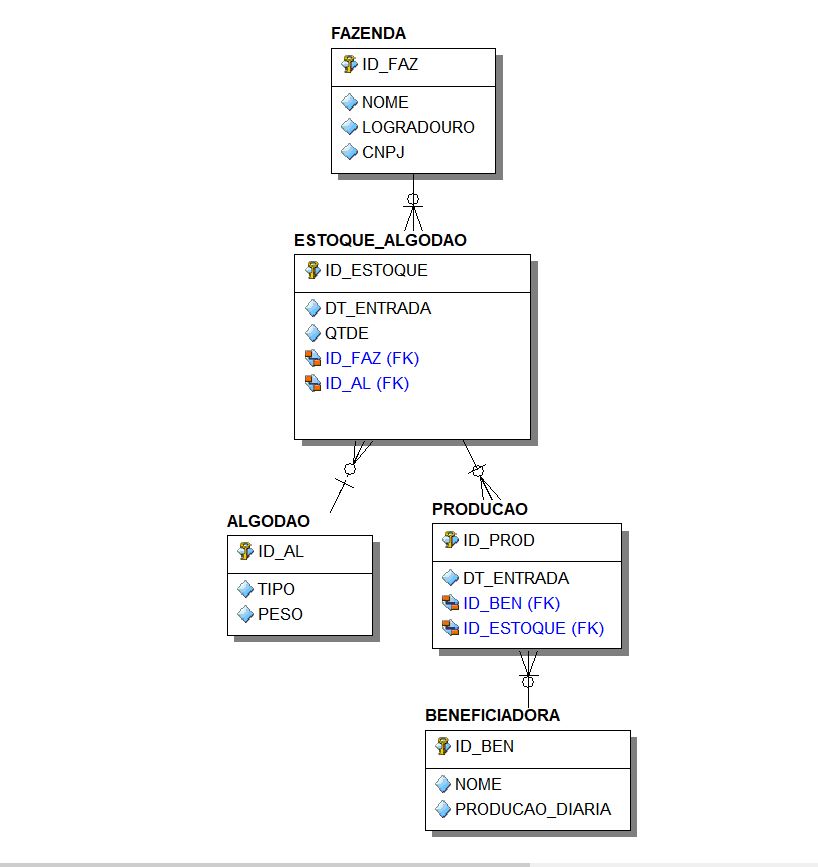 FAZENDA
ID_FAZ
NOME
LOGRADOURO
CNPJ
ESTOQUE_ALGODAO
ID_ESTOQUE
DT_ENTRADA
QTDE
ID_FAZ (FK)
ID_AL (FK)
ALGODAO
ID_AL
TIPO
PESO
PRODUCAO
ID_PROD
DT_ENTRADA
ID_BEN (FK)
ID_ESTOQUE (FK)
BENEFICIADORA
ID_BEN
NOME
PRODUCAO_DIARIA